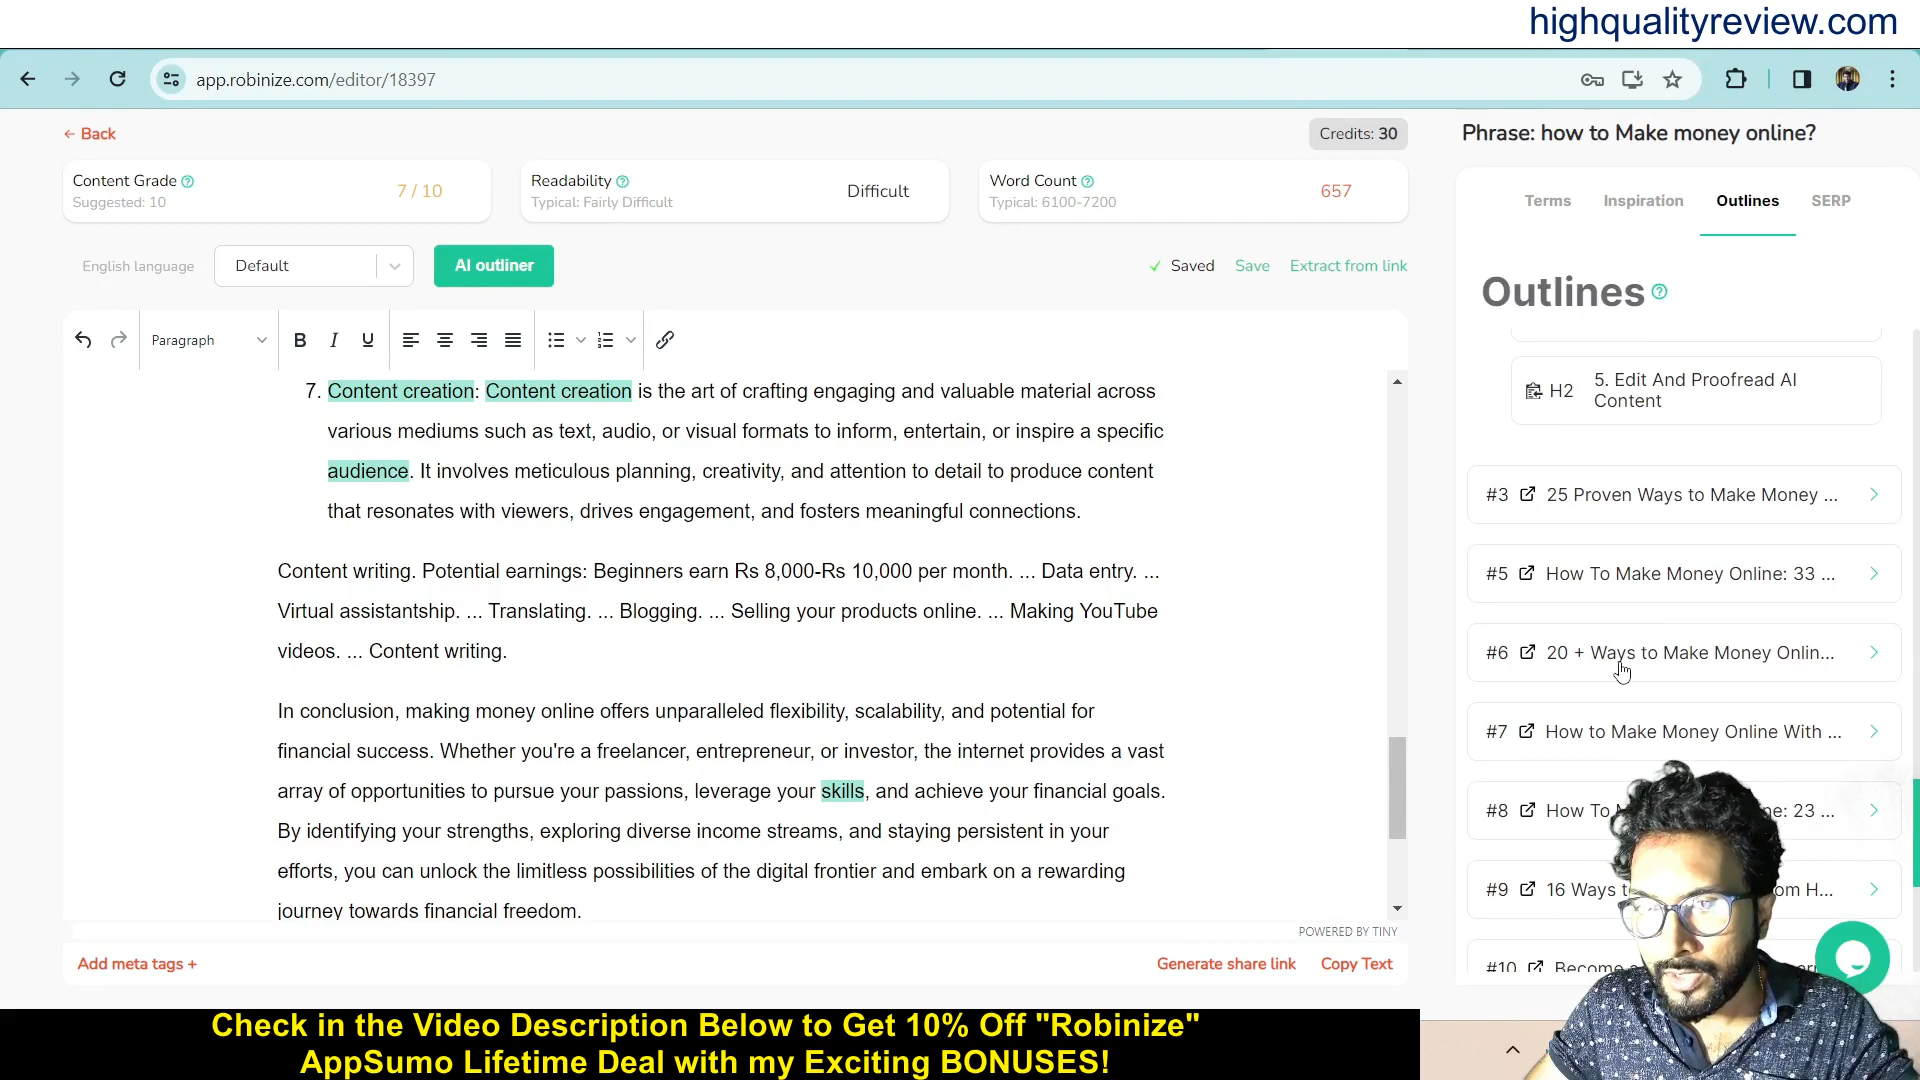 highqualityreview.com
app.robinize.com/editor/18397
← Back
Credits: 30
Phrase: how to Make money online?
Content Grade
Suggested: 10
7 / 10
Readability
Typical: Fairly Difficult
Difficult
Word Count
Typical: 6100-7200
657
Terms
Inspiration
Outlines
SERP
English language
Default
AI outliner
Saved
Save
Extract from link
Outlines
Paragraph
B
I
U
7. Content creation: Content creation is the art of crafting engaging and valuable material across
various mediums such as text, audio, or visual formats to inform, entertain, or inspire a specific
audience. It involves meticulous planning, creativity, and attention to detail to produce content
that resonates with viewers, drives engagement, and fosters meaningful connections.
Content writing. Potential earnings: Beginners earn Rs 8,000-Rs 10,000 per month. ... Data entry. ...
Virtual assistantship. ... Translating. ... Blogging. ... Selling your products online. ... Making YouTube
videos. ... Content writing.
In conclusion, making money online offers unparalleled flexibility, scalability, and potential for
financial success. Whether you're a freelancer, entrepreneur, or investor, the internet provides a vast
array of opportunities to pursue your passions, leverage your skills, and achieve your financial goals.
By identifying your strengths, exploring diverse income streams, and staying persistent in your
efforts, you can unlock the limitless possibilities of the digital frontier and embark on a rewarding
journey towards financial freedom.
POWERED BY TINY
Add meta tags +
Generate share link
Copy Text
H2
5. Edit And Proofread AI
Content
#3 25 Proven Ways to Make Money ...
#5 How To Make Money Online: 33 ...
#6 20 + Ways to Make Money Onlin...
#7 How to Make Money Online With ...
#8 How To 23 ...
#9 16 Ways H...
#10 Become
Check in the Video Description Below to Get 10% Off "Robinize"
AppSumo Lifetime Deal with my Exciting BONUSES!